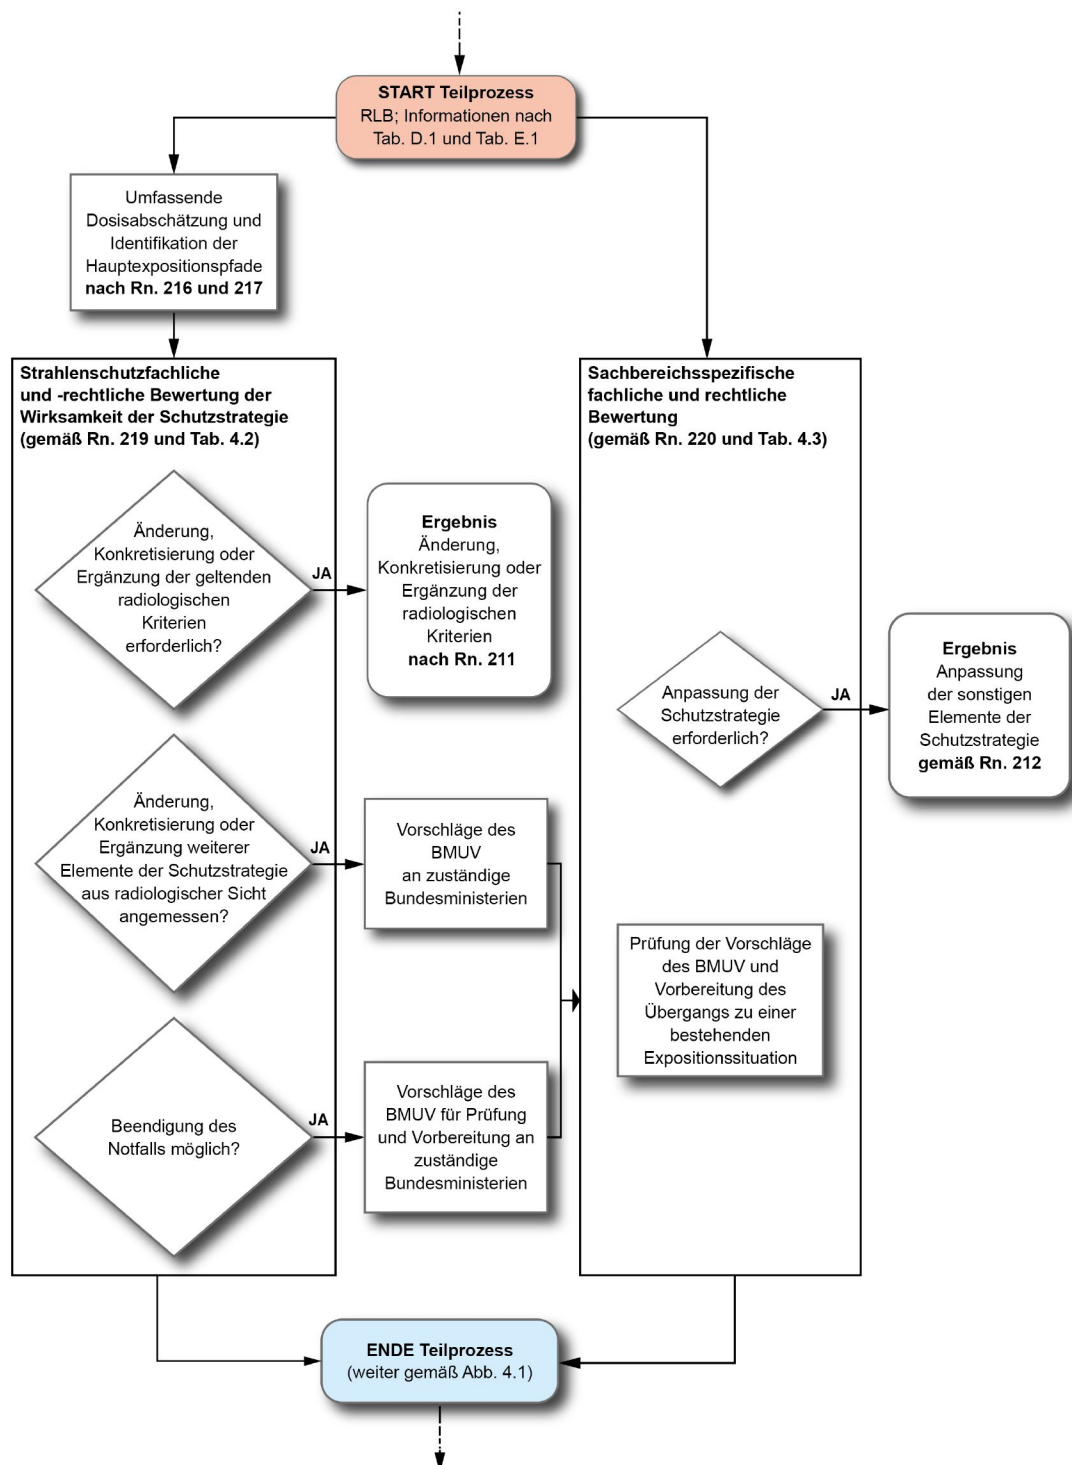 START Teilprozess
RLB; Informationen nach
Tab. D.1 und Tab. E.1
Umfassende
Dosisabschätzung und
Identifikation der
Hauptexpositionspfade
nach Rn. 216 und 217
Strahlenschutzfachliche
und -rechtliche Bewertung der
Wirksamkeit der Schutzstrategie
(gemäß Rn. 219 und Tab. 4.2)
Änderung,
Konkretisierung oder
Ergänzung der geltenden
radiologischen
Kriterien
erforderlich?
JA
Ergebnis
Änderung,
Konkretisierung oder
Ergänzung der
radiologischen
Kriterien
nach Rn. 211
Änderung,
Konkretisierung oder
Ergänzung weiterer
Elemente der Schutzstrategie
aus radiologischer Sicht
angemessen?
JA
Vorschläge des
BMUV
an zuständige
Bundesministerien
Beendigung des
Notfalls möglich?
JA
Vorschläge des
BMUV für Prüfung
und Vorbereitung an
zuständige
Bundesministerien
Sachbereichsspezifische
fachliche und rechtliche
Bewertung
(gemäß Rn. 220 und Tab. 4.3)
Anpassung der
Schutzstrategie
erforderlich?
JA
Ergebnis
Anpassung
der sonstigen
Elemente der
Schutzstrategie
gemäß Rn. 212
Prüfung der Vorschläge
des BMUV und
Vorbereitung des
Übergangs zu einer
bestehenden
Expositionssituation
ENDE Teilprozess
(weiter gemäß Abb. 4.1)